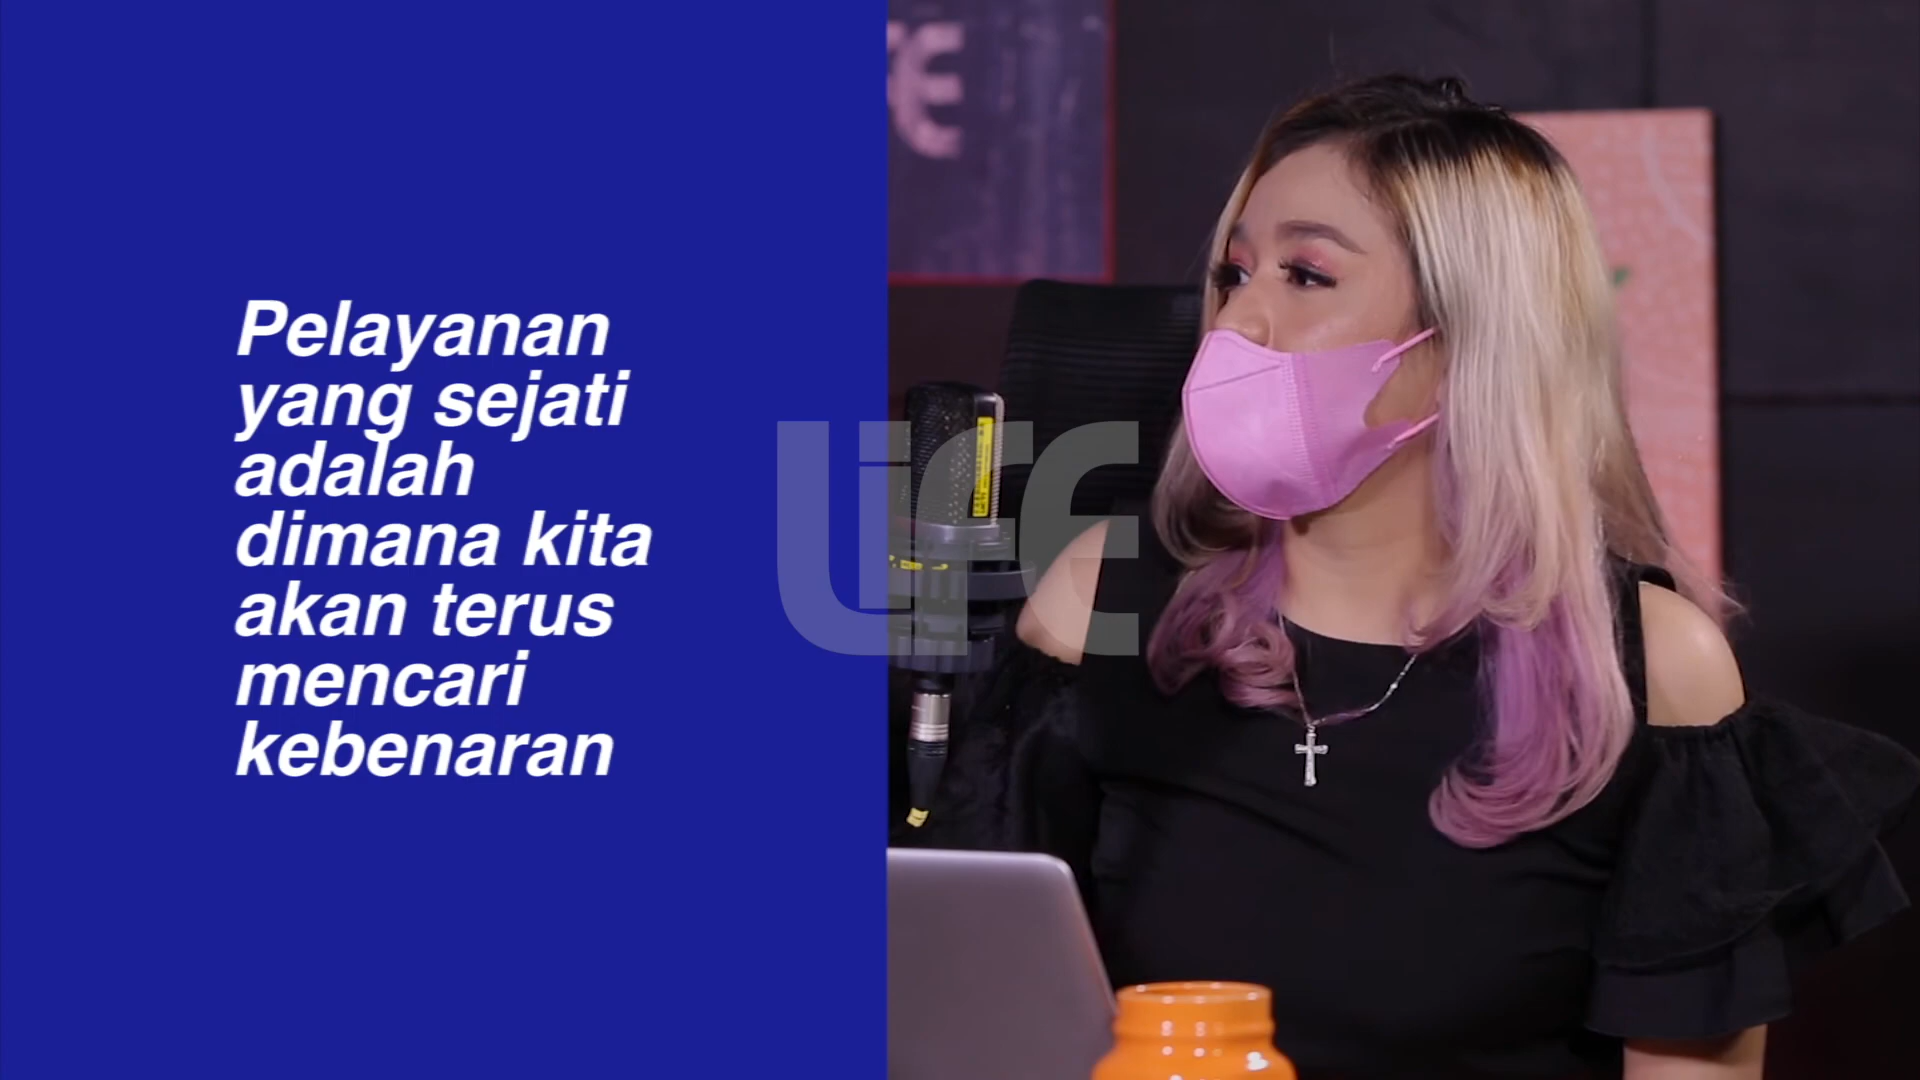 Pelayanan
yang sejati
adalah
dimana kita
akan terus
mencari
kebenaran
LiFE